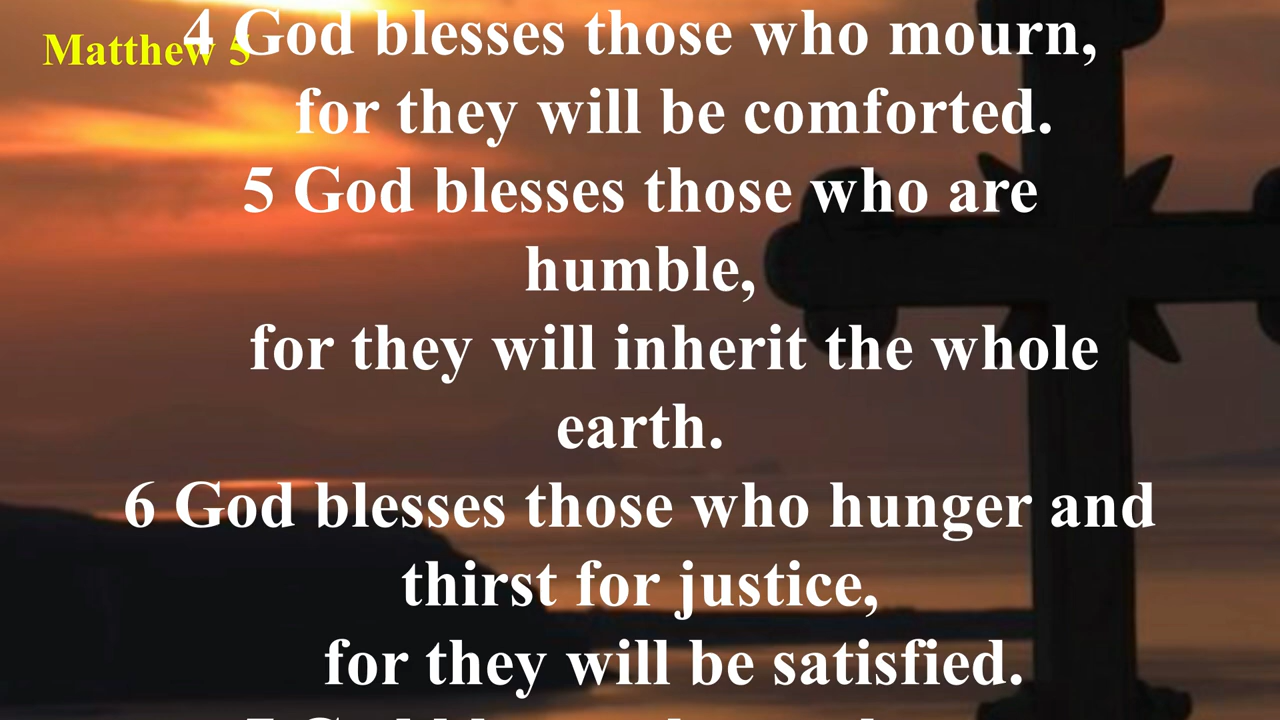 Matthew 5
4 God blesses those who mourn,
for they will be comforted.
5 God blesses those who are
humble,
for they will inherit the whole
earth.
6 God blesses those who hunger and
thirst for justice,
for they will be satisfied.